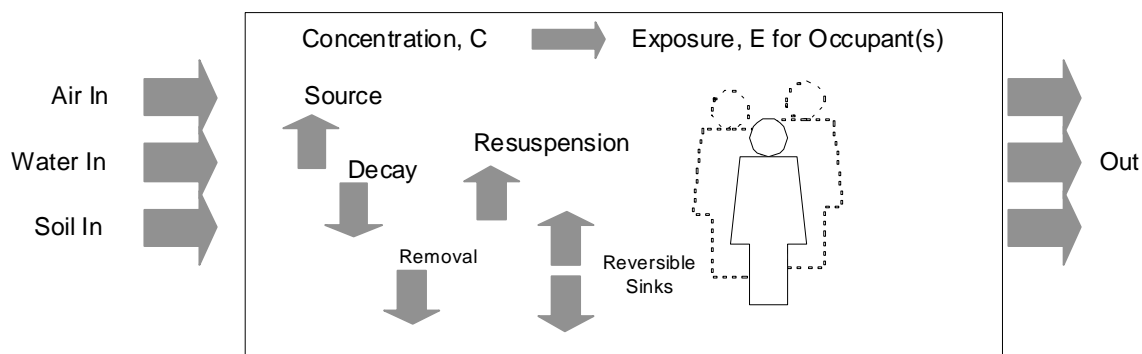 Concentration, C
Exposure, E for Occupant(s)
Air In
Source
Resuspension
Water In
Decay
Out
Soil In
Removal
Reversible
Sinks